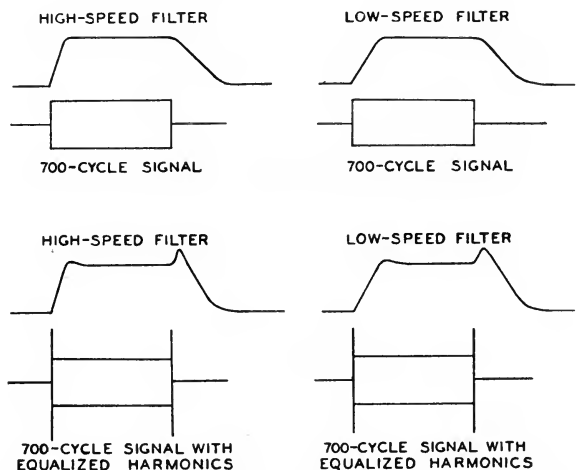 HIGH-SPEED FILTER
LOW-SPEED FILTER
700-CYCLE SIGNAL
700-CYCLE SIGNAL
HIGH-SPEED FILTER
LOW-SPEED FILTER
700-CYCLE SIGNAL WITH
EQUALIZED HARMONICS
700-CYCLE SIGNAL WITH
EQUALIZED HARMONICS